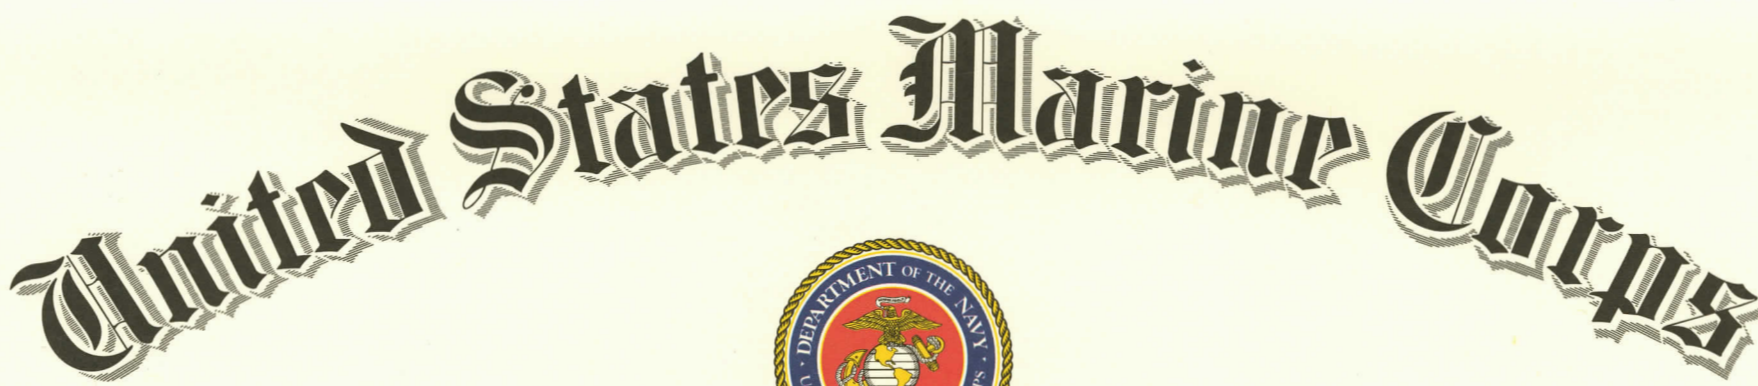 United States Marine Corps
DEPARTMENT OF THE NAVY